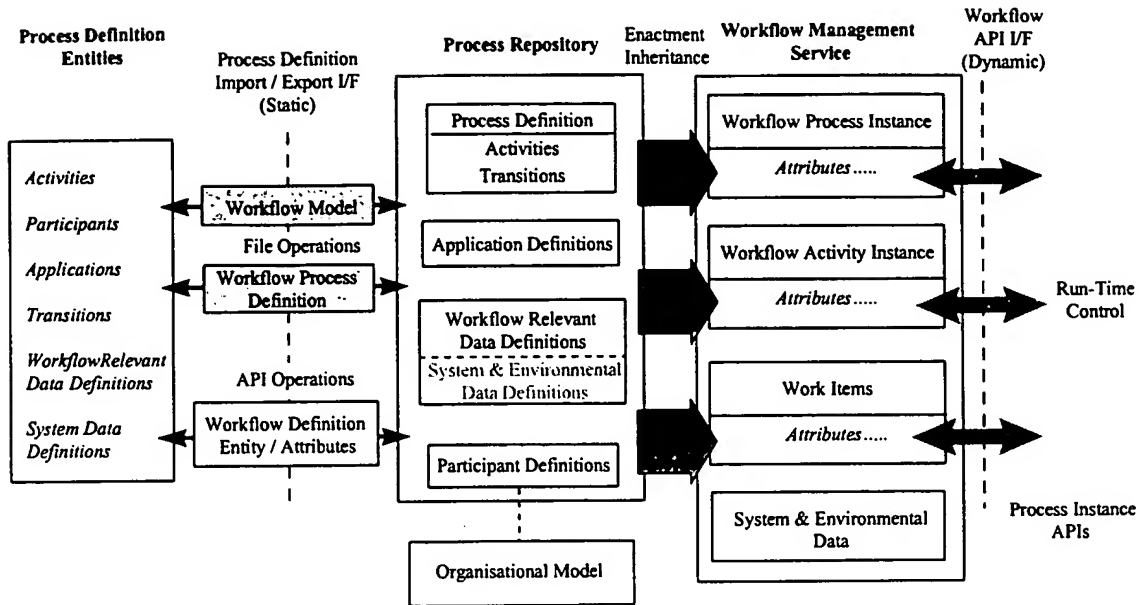 Process Definition
Entities
Process Definition
Import / Export I/F
(Static)
Process Repository
Enactment
Inheritance
Workflow Management
Service
Workflow
API I/F
(Dynamic)
Activities
Participants
Applications
Transitions
WorkflowRelevant
Data Definitions
System Data
Definitions
Workflow Model
File Operations
Workflow Process
Definition
API Operations
Workflow Definition
Entity / Attributes
Process Definition
Activities
Transitions
Application Definitions
Workflow Relevant
Data Definitions
System & Environmental
Data Definitions
Participant Definitions
Organisational Model
Workflow Process Instance
Attributes.....
Workflow Activity Instance
Attributes.....
Work Items
Attributes.....
System & Environmental
Data
Run-Time
Control
Process Instance
APIs